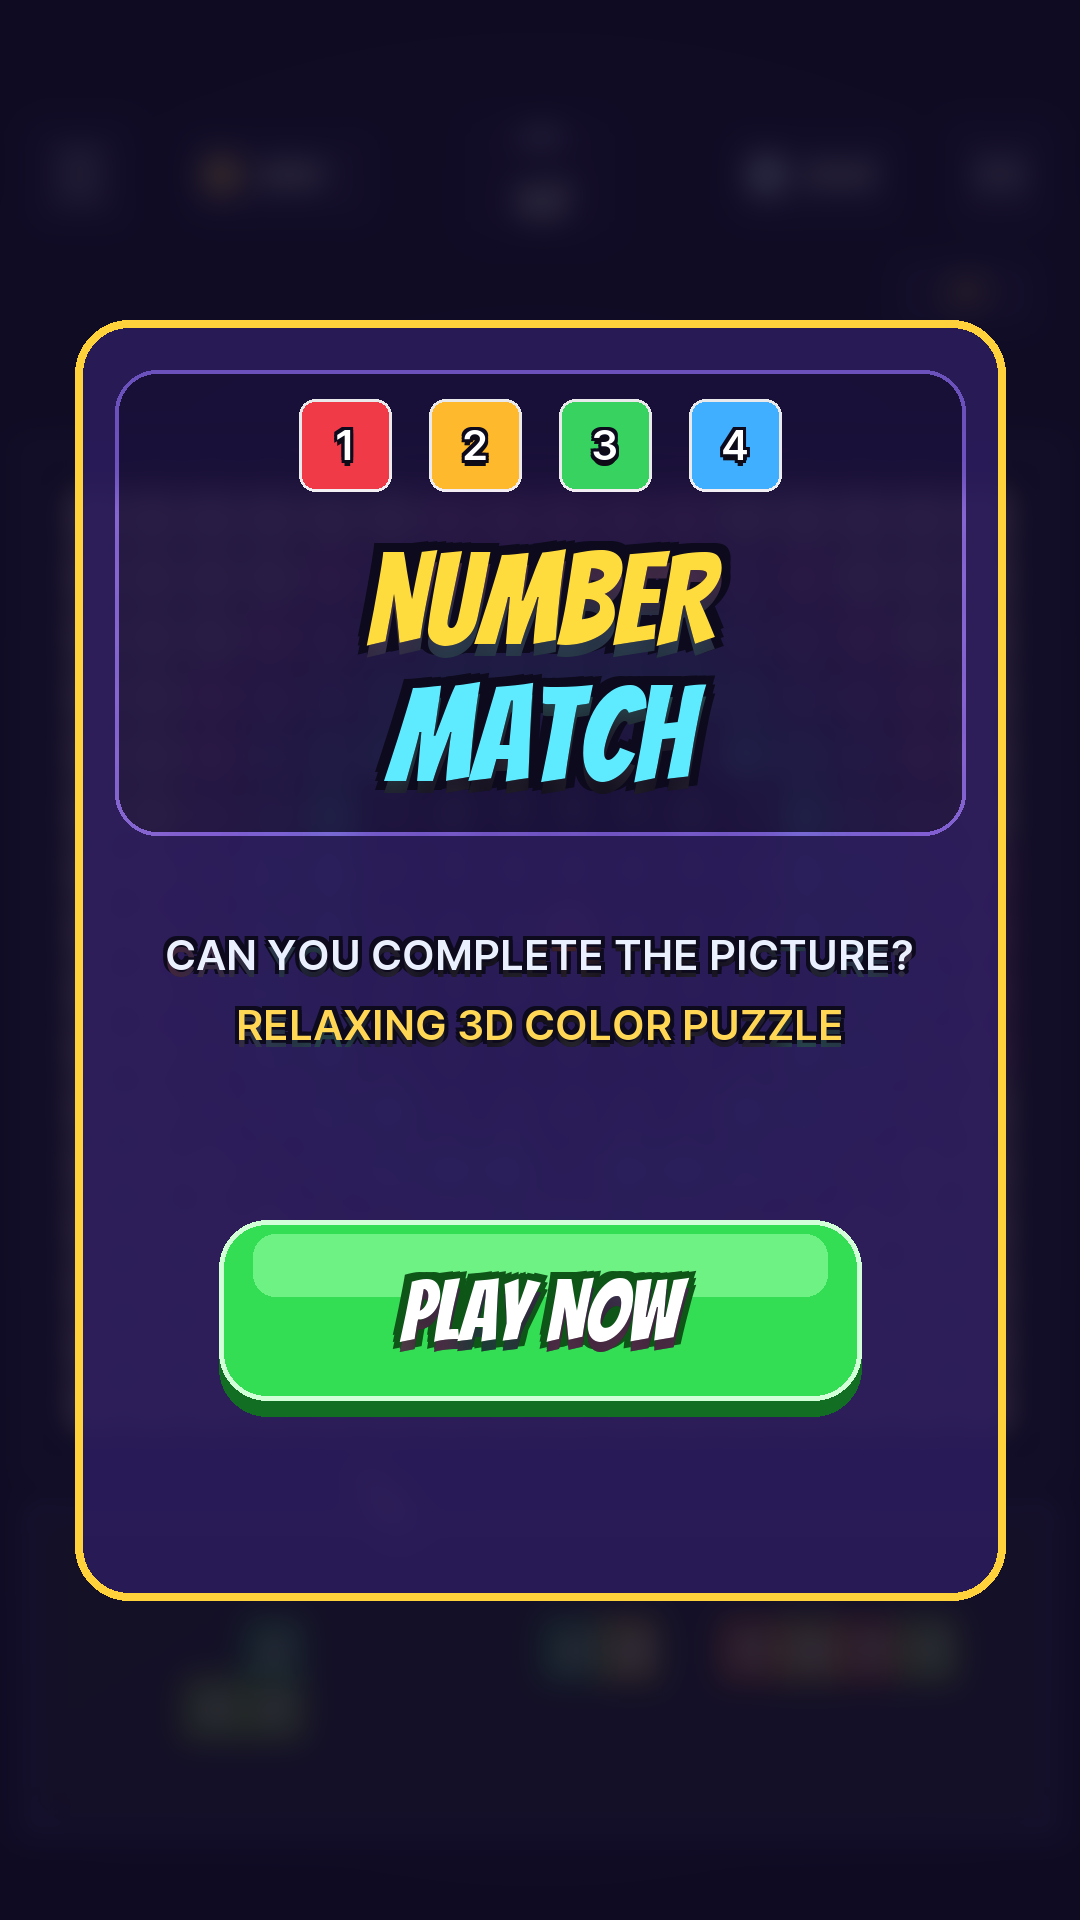 1 2 3 4
NUMBER
MATCH
CAN YOU COMPLETE THE PICTURE?
RELAXING 3D COLOR PUZZLE
PLAY NOW